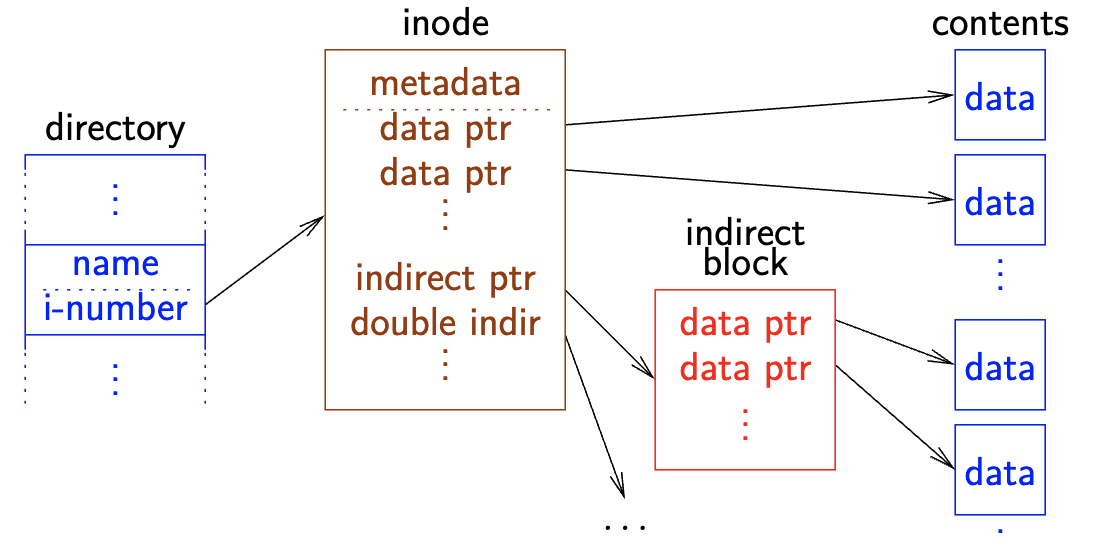 directory
⋮
name
i-number
⋮
inode
metadata
data ptr
data ptr
⋮
indirect ptr
double indir
⋮
indirect
block
data ptr
data ptr
⋮
...
contents
data
data
⋮
data
data